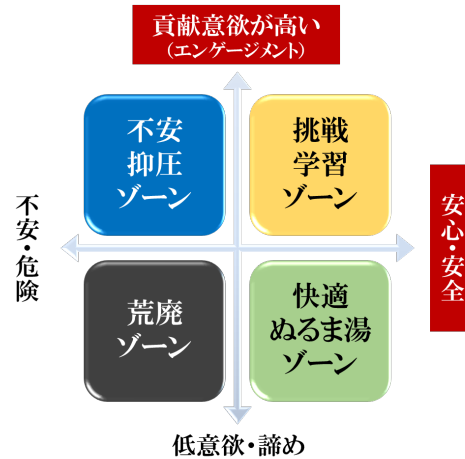 貢献意欲が高い
(エンゲージメント)
不安
抑圧
ゾーン
挑戦
学習
ゾーン
不安・危険
安心・安全
荒廃
ゾーン
快適
ぬるま湯
ゾーン
低意欲・諦め